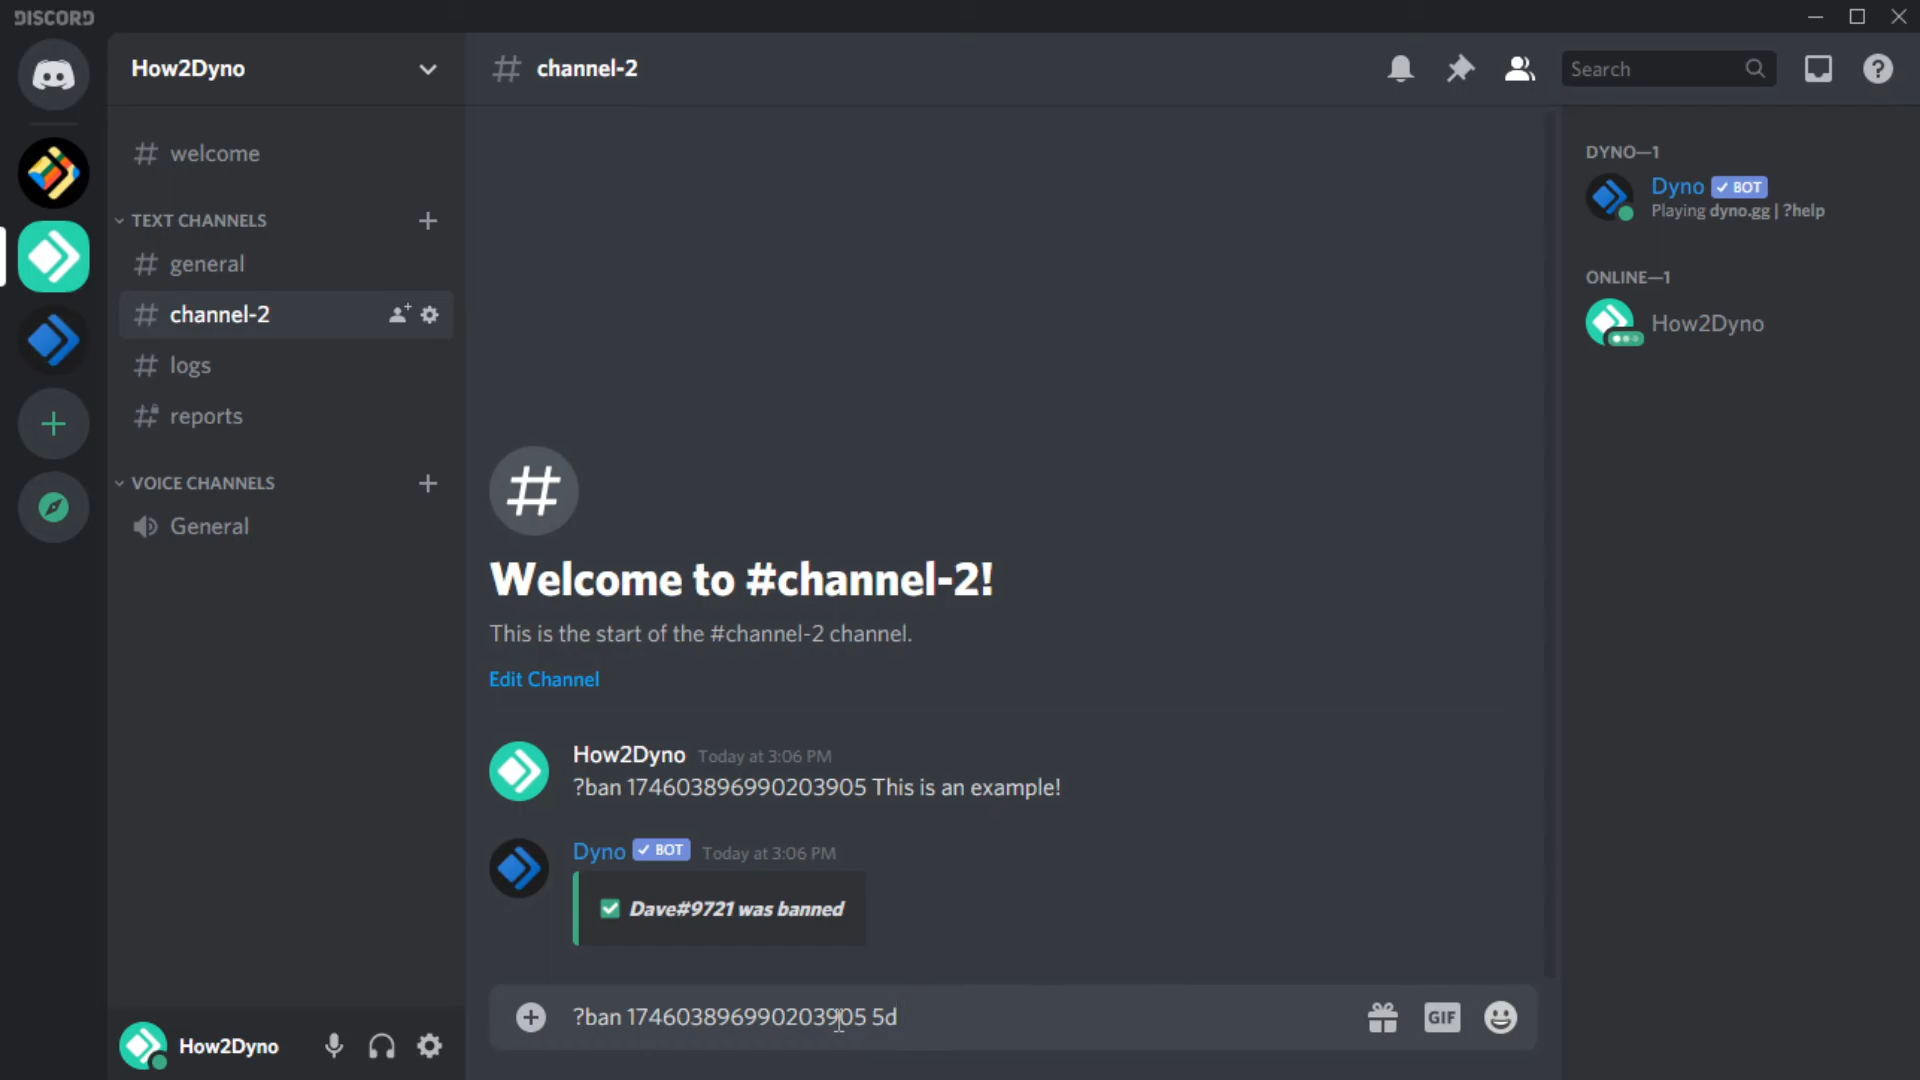 DISCORD
How2Dyno
channel-2
Search
welcome
TEXT CHANNELS
general
channel-2
logs
reports
VOICE CHANNELS
General
How2Dyno
Welcome to #channel-2!
This is the start of the #channel-2 channel.
Edit Channel
How2Dyno Today at 3:06 PM
?ban 174603896990203905 This is an example!
Dyno BOT Today at 3:06 PM
Dave#9721 was banned
?ban 174603896990203905 5d
GIF
DYNO—1
Dyno BOT
Playing dyno.gg | ?help
ONLINE—1
How2Dyno